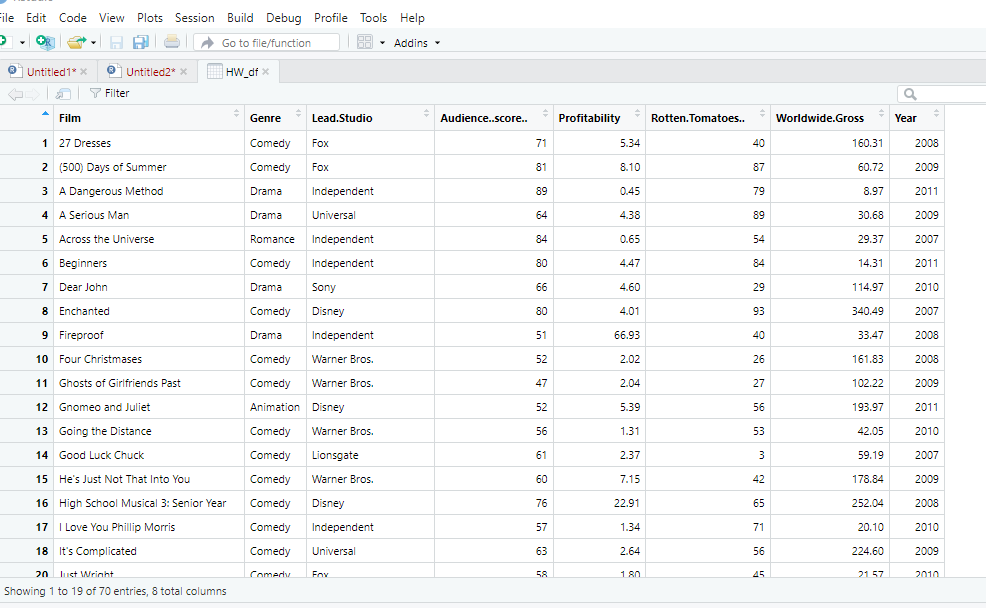 File Edit Code View Plots Session Build Debug Profile Tools Help
Go to file/function Addins
Untitled1* Untitled2* HW_df
Filter
Film Genre Lead.Studio Audience..score.. Profitability Rotten.Tomatoes.. Worldwide.Gross Year
1 27 Dresses Comedy Fox 71 5.34 40 160.31 2008
2 (500) Days of Summer Comedy Fox 81 8.10 87 60.72 2009
3 A Dangerous Method Drama Independent 89 0.45 79 8.97 2011
4 A Serious Man Drama Universal 64 4.38 89 30.68 2009
5 Across the Universe Romance Independent 84 0.65 54 29.37 2007
6 Beginners Comedy Independent 80 4.47 84 14.31 2011
7 Dear John Drama Sony 66 4.60 29 114.97 2010
8 Enchanted Comedy Disney 80 4.01 93 340.49 2007
9 Fireproof Drama Independent 51 66.93 40 33.47 2008
10 Four Christmases Comedy Warner Bros. 52 2.02 26 161.83 2008
11 Ghosts of Girlfriends Past Comedy Warner Bros. 47 2.04 27 102.22 2009
12 Gnomeo and Juliet Animation Disney 52 5.39 56 193.97 2011
13 Going the Distance Comedy Warner Bros. 56 1.31 53 42.05 2010
14 Good Luck Chuck Comedy Lionsgate 61 2.37 3 59.19 2007
15 He's Just Not That Into You Comedy Warner Bros. 60 7.15 42 178.84 2009
16 High School Musical 3: Senior Year Comedy Disney 76 22.91 65 252.04 2008
17 I Love You Phillip Morris Comedy Independent 57 1.34 71 20.10 2010
18 It's Complicated Comedy Universal 63 2.64 56 224.60 2009
20 Just Wright Comedy Fox 58 1.80 45 21.57 2010
Showing 1 to 19 of 70 entries, 8 total columns